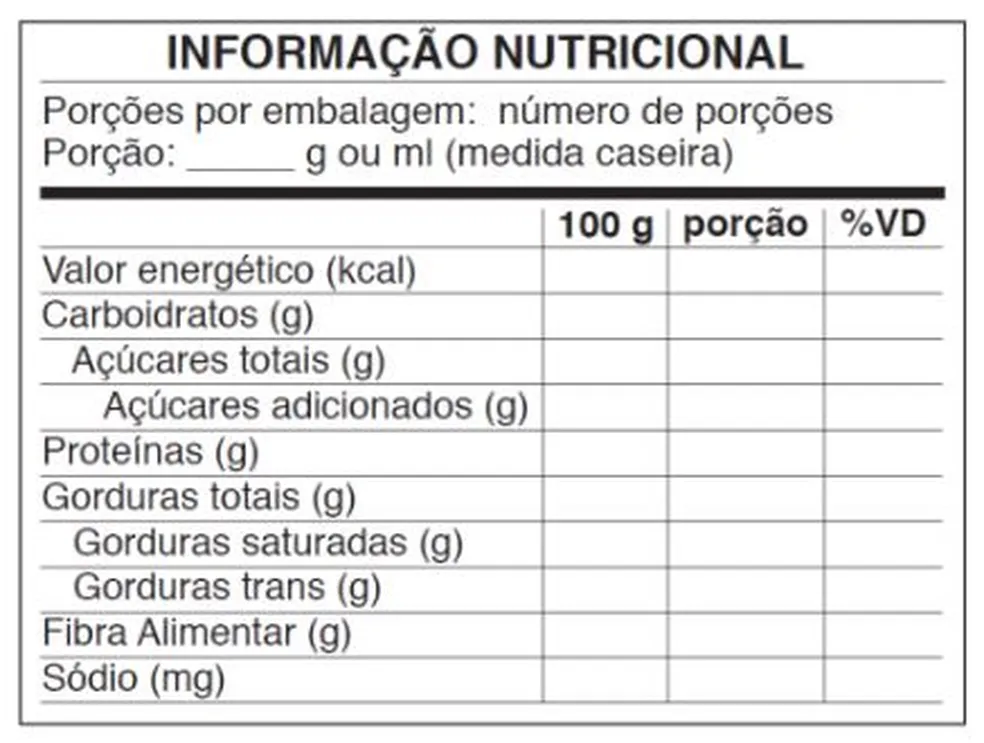 INFORMAÇÃO NUTRICIONAL
Porções por embalagem: número de porções
Porção: _____ g ou ml (medida caseira)
100 g porção %VD
Valor energético (kcal)
Carboidratos (g)
Açúcares totais (g)
Açúcares adicionados (g)
Proteínas (g)
Gorduras totais (g)
Gorduras saturadas (g)
Gorduras trans (g)
Fibra Alimentar (g)
Sódio (mg)